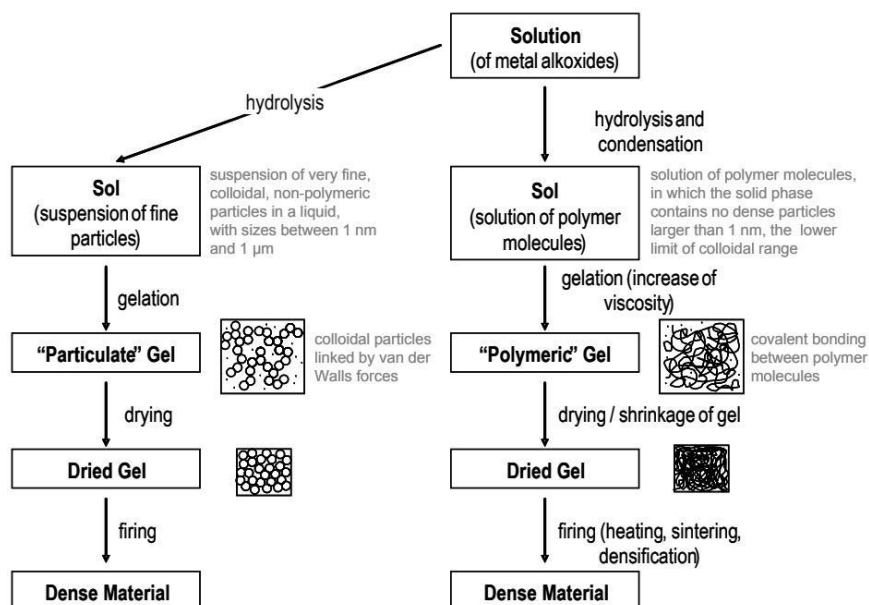 Solution
(of metal alkoxides)
hydrolysis
hydrolysis and
condensation
Sol
(suspension of fine
particles)
suspension of very fine,
colloidal, non-polymeric
particles in a liquid,
with sizes between 1 nm
and 1 µm
Sol
(solution of polymer
molecules)
solution of polymer molecules,
in which the solid phase
contains no dense particles
larger than 1 nm, the lower
limit of colloidal range
gelation
gelation (increase of
viscosity)
“Particulate” Gel
colloidal particles
linked by van der
Walls forces
“Polymeric” Gel
covalent bonding
between polymer
molecules
drying
drying / shrinkage of gel
Dried Gel
Dried Gel
firing
firing (heating, sintering,
densification)
Dense Material
Dense Material